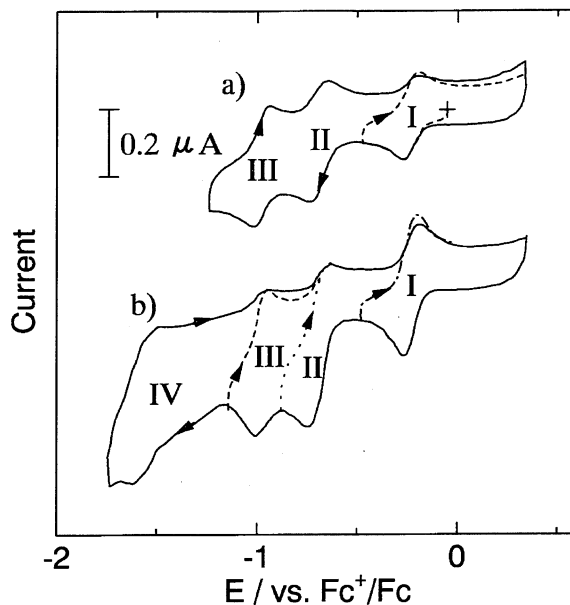 a)
0.2 μA
I
+
II
III
b)
I
III
II
IV
Current
-2
-1
0
E / vs. Fc⁺/Fc